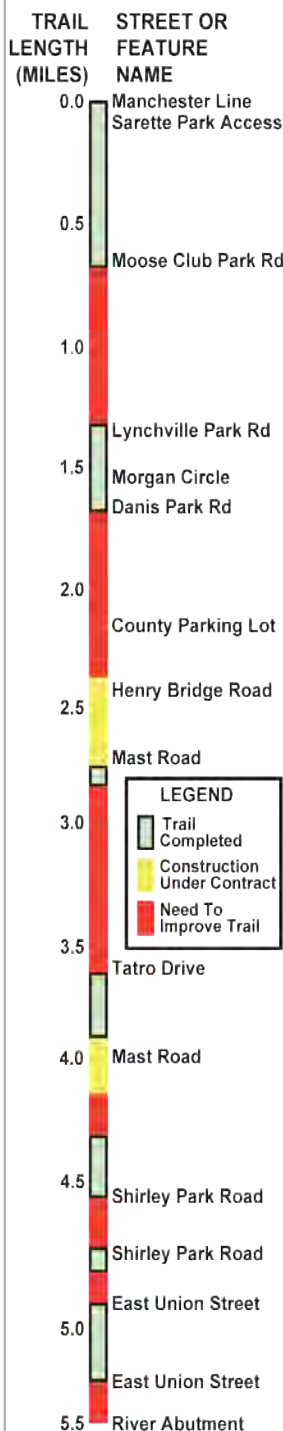 TRAIL LENGTH (MILES)
STREET OR FEATURE NAME
0.0 Manchester Line
Sarette Park Access
0.5
Moose Club Park Rd
1.0
Lynchville Park Rd
1.5
Morgan Circle
Danis Park Rd
2.0
County Parking Lot
Henry Bridge Road
2.5
Mast Road
LEGEND
Trail
Completed
Construction
Under Contract
Need To
Improve Trail
3.0
3.5
Tatro Drive
4.0 Mast Road
4.5
Shirley Park Road
Shirley Park Road
East Union Street
5.0
East Union Street
5.5 River Abutment